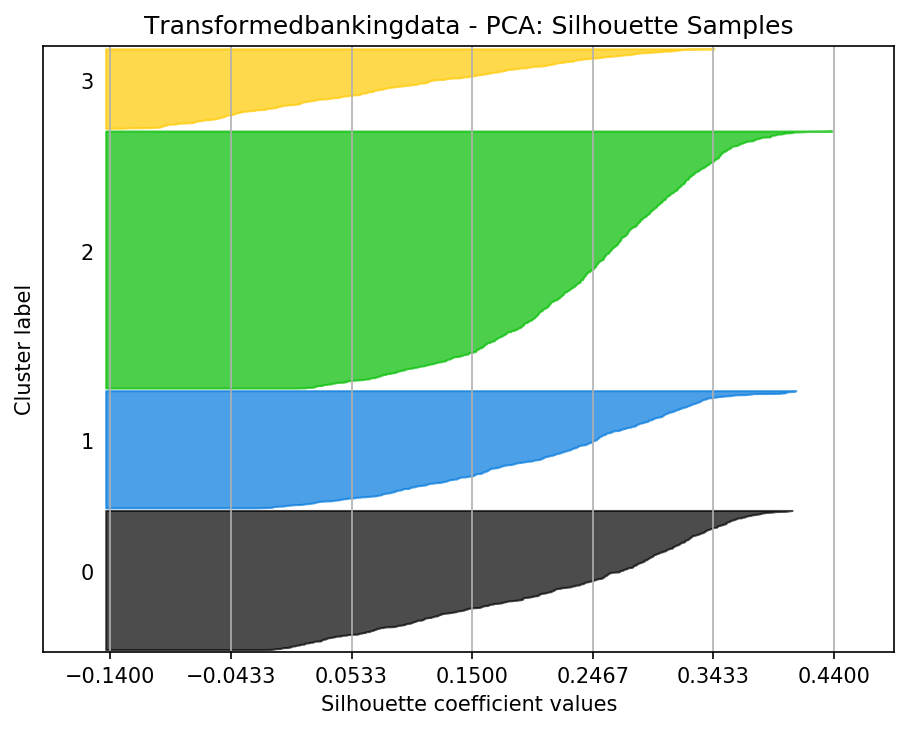 Transformedbankingdata - PCA: Silhouette Samples
3
2
1
0
Cluster label
−0.1400 −0.0433 0.0533 0.1500 0.2467 0.3433 0.4400
Silhouette coefficient values